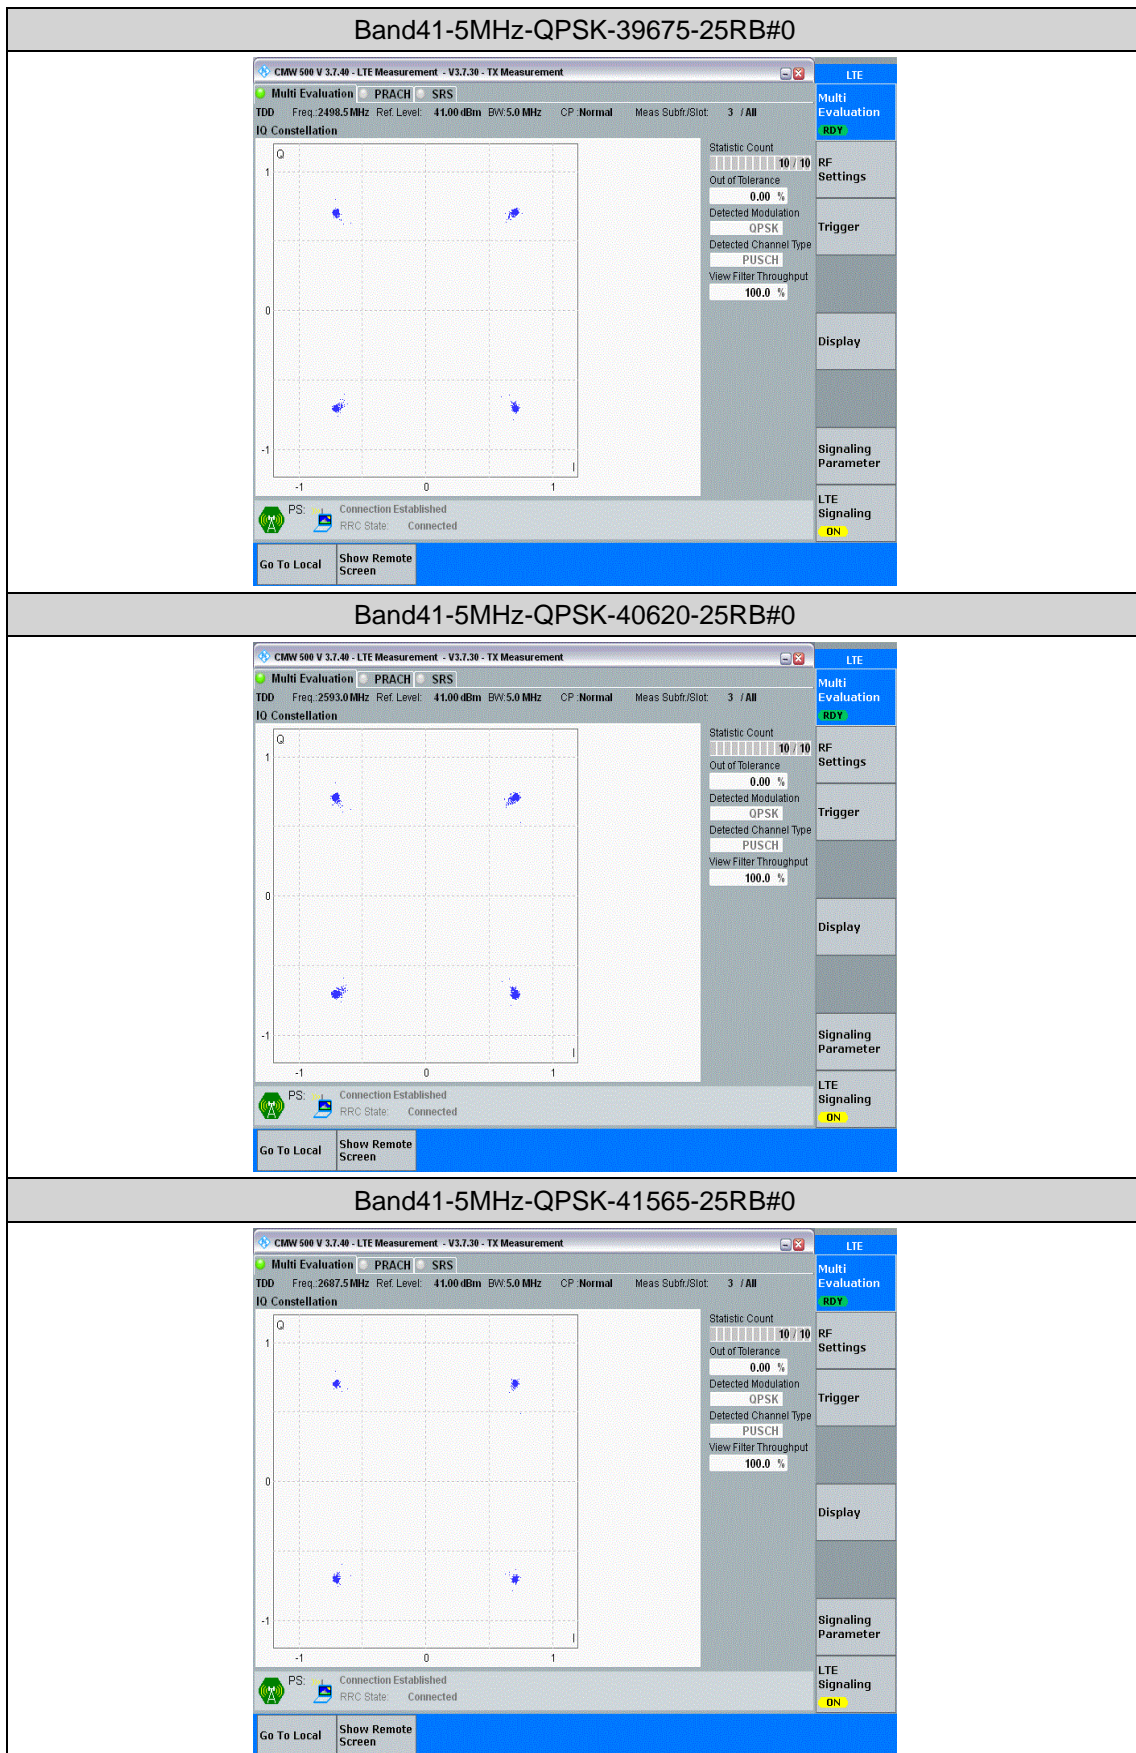 Band41-5MHz-QPSK-39675-25RB#0
CMW 500 V 3.7.40 - LTE Measurement - V3.7.30 - TX Measurement
LTE
Multi Evaluation PRACH SRS
Multi Evaluation
RDY
TDD Freq.:2498.5 MHz Ref. Level: 41.00 dBm BW:5.0 MHz CP :Normal Meas Subfr./Slot: 3 / All
IQ Constellation
Q
1
0
-1
-1 0 1
I
Statistic Count
10 / 10
Out of Tolerance
0.00 %
Detected Modulation
QPSK
Detected Channel Type
PUSCH
View Filter Throughput
100.0 %
RF
Settings
Trigger
Display
Signaling
Parameter
LTE
Signaling
ON
PS: Connection Established
RRC State: Connected
Go To Local
Show Remote
Screen
Band41-5MHz-QPSK-40620-25RB#0
CMW 500 V 3.7.40 - LTE Measurement - V3.7.30 - TX Measurement
LTE
Multi Evaluation PRACH SRS
Multi Evaluation
RDY
TDD Freq.:2593.0 MHz Ref. Level: 41.00 dBm BW:5.0 MHz CP :Normal Meas Subfr./Slot: 3 / All
IQ Constellation
Q
1
0
-1
-1 0 1
I
Statistic Count
10 / 10
Out of Tolerance
0.00 %
Detected Modulation
QPSK
Detected Channel Type
PUSCH
View Filter Throughput
100.0 %
RF
Settings
Trigger
Display
Signaling
Parameter
LTE
Signaling
ON
PS: Connection Established
RRC State: Connected
Go To Local
Show Remote
Screen
Band41-5MHz-QPSK-41565-25RB#0
CMW 500 V 3.7.40 - LTE Measurement - V3.7.30 - TX Measurement
LTE
Multi Evaluation PRACH SRS
Multi Evaluation
RDY
TDD Freq.:2687.5 MHz Ref. Level: 41.00 dBm BW:5.0 MHz CP :Normal Meas Subfr./Slot: 3 / All
IQ Constellation
Q
1
0
-1
-1 0 1
I
Statistic Count
10 / 10
Out of Tolerance
0.00 %
Detected Modulation
QPSK
Detected Channel Type
PUSCH
View Filter Throughput
100.0 %
RF
Settings
Trigger
Display
Signaling
Parameter
LTE
Signaling
ON
PS: Connection Established
RRC State: Connected
Go To Local
Show Remote
Screen